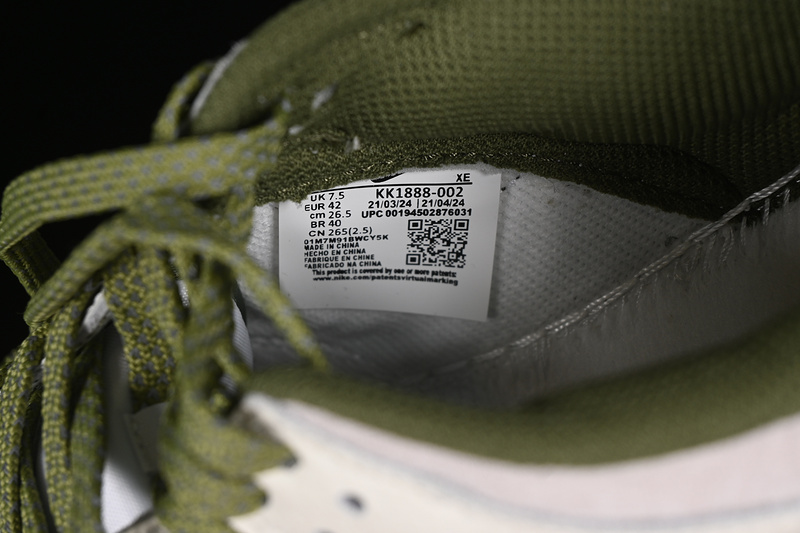 XE
UK 7.5 KK1888-002
EUR 42 21/03/24 | 21/04/24
cm 26.5 UPC 00194502876031
BR 40
CN 265(2.5)
01M7M91BWCY5K
MADE IN CHINA
HECHO EN CHINA
FABRIQUE EN CHINE
FABRICADO NA CHINA
This product is covered by one or more patents:
www.nike.com/patentsvirtualmarking